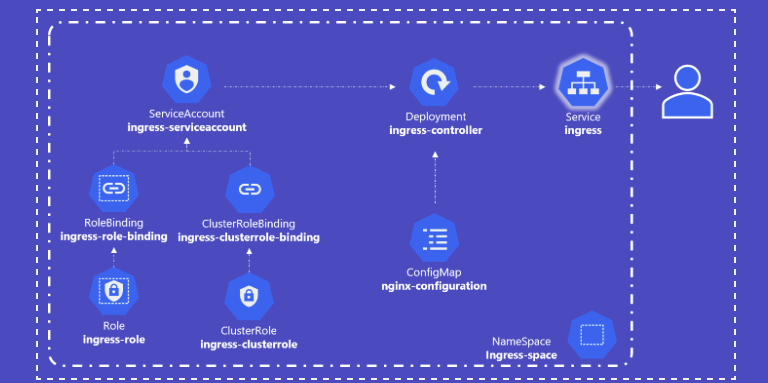 ServiceAccount
ingress-serviceaccount
Deployment
ingress-controller
Service
ingress
RoleBinding
ingress-role-binding
ClusterRoleBinding
ingress-clusterrole-binding
ConfigMap
nginx-configuration
Role
ingress-role
ClusterRole
ingress-clusterrole
NameSpace
Ingress-space